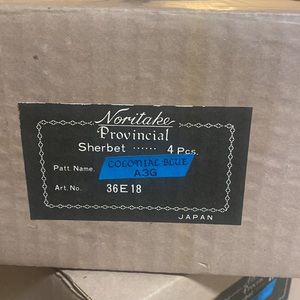 Noritake
Provincial
Sherbet ...... 4 Pcs.
Patt. Name. COLONIAL BLUE
A3G
Art. No. 36E18
JAPAN